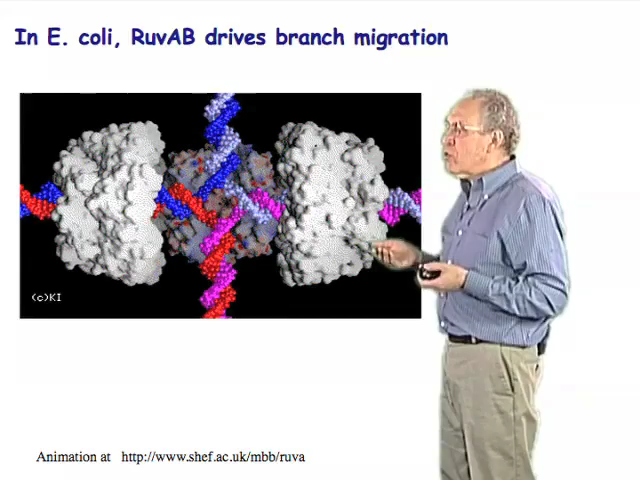 In E. coli, RuvAB drives branch migration
(c)KI
Animation at http://www.shef.ac.uk/mbb/ruva